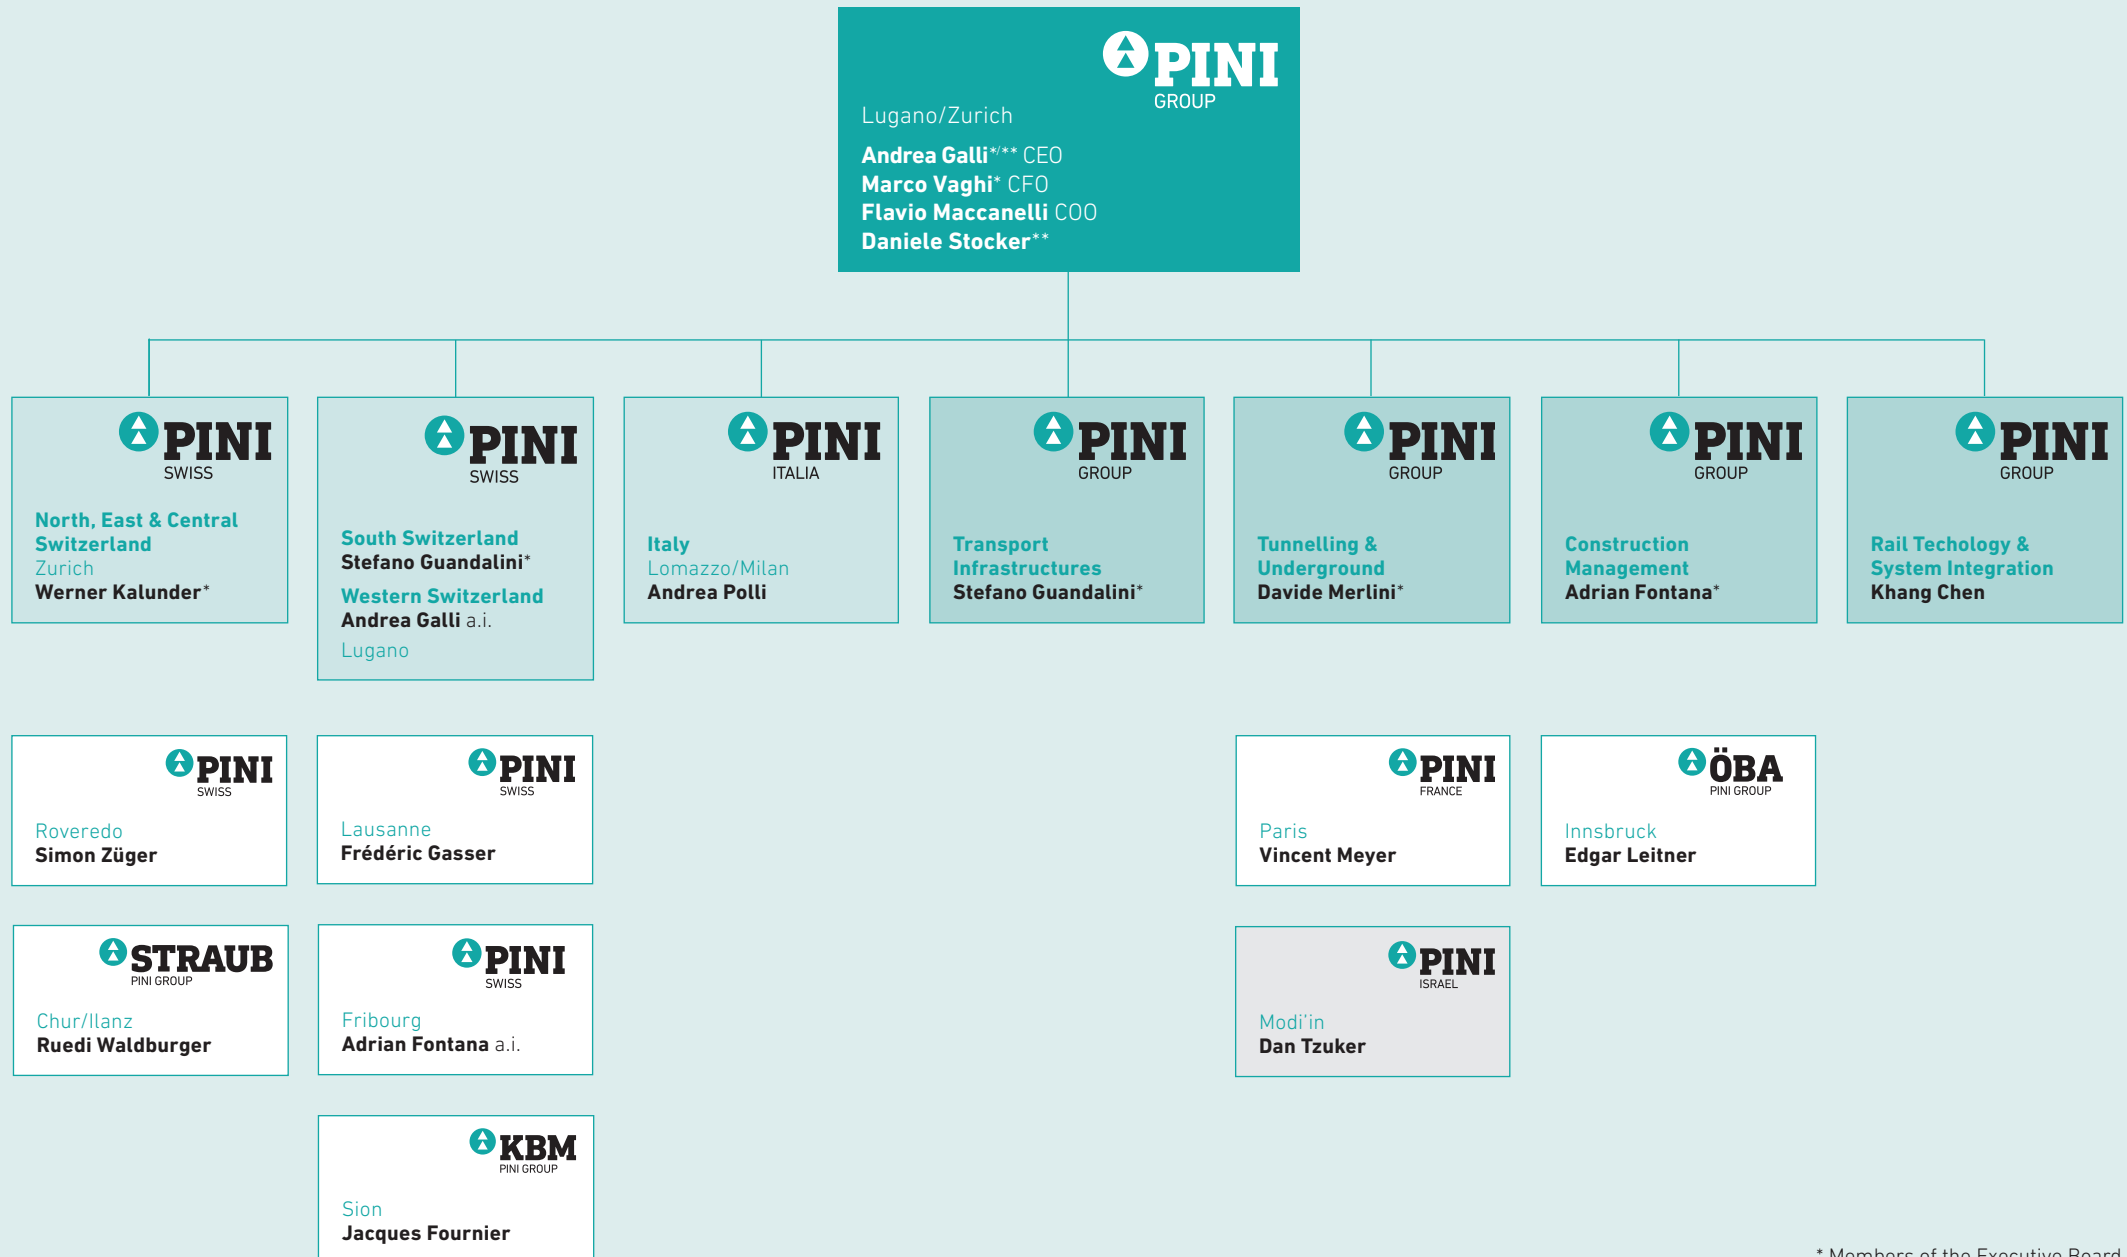 PINI
GROUP
Lugano/Zurich
Andrea Galli*/** CEO
Marco Vaghi* CFO
Flavio Maccanelli COO
Daniele Stocker**
PINI
SWISS
North, East & Central
Switzerland
Zurich
Werner Kalunder*
PINI
SWISS
South Switzerland
Stefano Guandalini*
Western Switzerland
Andrea Galli a.i.
Lugano
PINI
ITALIA
Italy
Lomazzo/Milan
Andrea Polli
PINI
GROUP
Transport
Infrastructures
Stefano Guandalini*
PINI
GROUP
Tunnelling &
Underground
Davide Merlini*
PINI
GROUP
Construction
Management
Adrian Fontana*
PINI
GROUP
Rail Techology &
System Integration
Khang Chen
PINI
SWISS
Roveredo
Simon Züger
PINI
SWISS
Lausanne
Frédéric Gasser
PINI
FRANCE
Paris
Vincent Meyer
ÖBA
PINI GROUP
Innsbruck
Edgar Leitner
STRAUB
PINI GROUP
Chur/Ilanz
Ruedi Waldburger
PINI
SWISS
Fribourg
Adrian Fontana a.i.
PINI
ISRAEL
Modi'in
Dan Tzuker
KBM
PINI GROUP
Sion
Jacques Fournier
* Members of the Executive Board